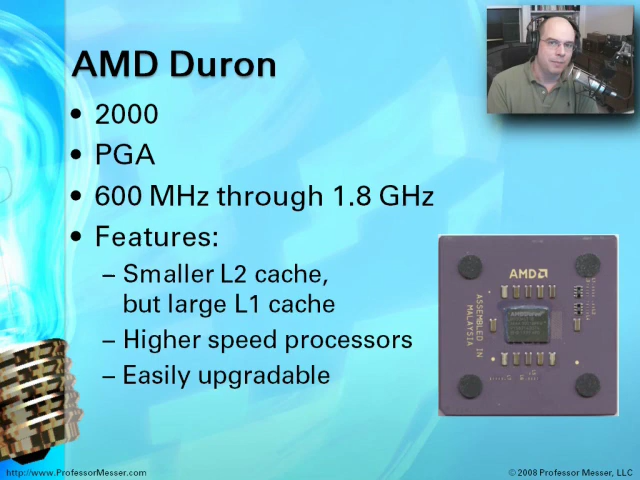 AMD Duron
• 2000
• PGA
• 600 MHz through 1.8 GHz
• Features:
– Smaller L2 cache,
but large L1 cache
– Higher speed processors
– Easily upgradable
AMD
ASSEMBLED IN
MALAYSIA
http://www.ProfessorMesser.com
© 2008 Professor Messer, LLC